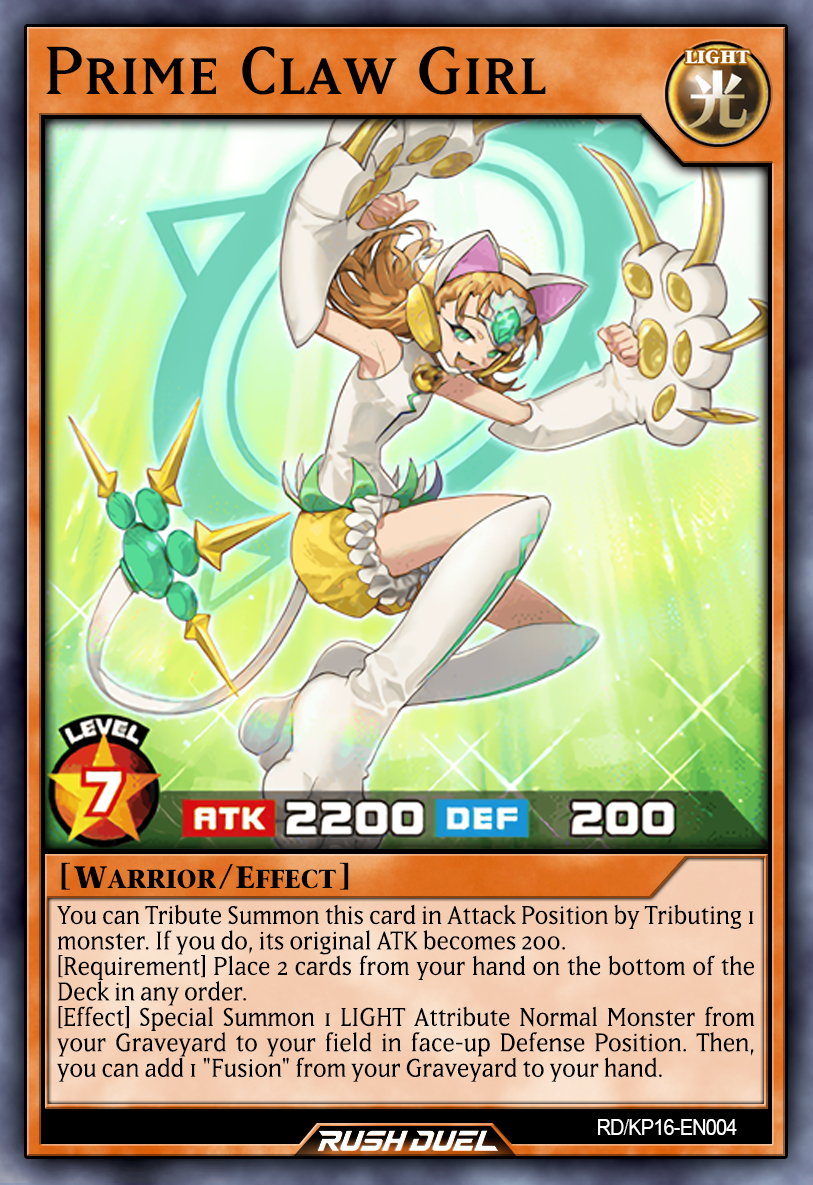 Prime Claw Girl
LIGHT
光
LEVEL
7
ATK 2200 DEF 200
[Warrior/Effect]
You can Tribute Summon this card in Attack Position by Tributing 1
monster. If you do, its original ATK becomes 200.
[Requirement] Place 2 cards from your hand on the bottom of the
Deck in any order.
[Effect] Special Summon 1 LIGHT Attribute Normal Monster from
your Graveyard to your field in face-up Defense Position. Then,
you can add 1 "Fusion" from your Graveyard to your hand.
RD/KP16-EN004
RUSH DUEL